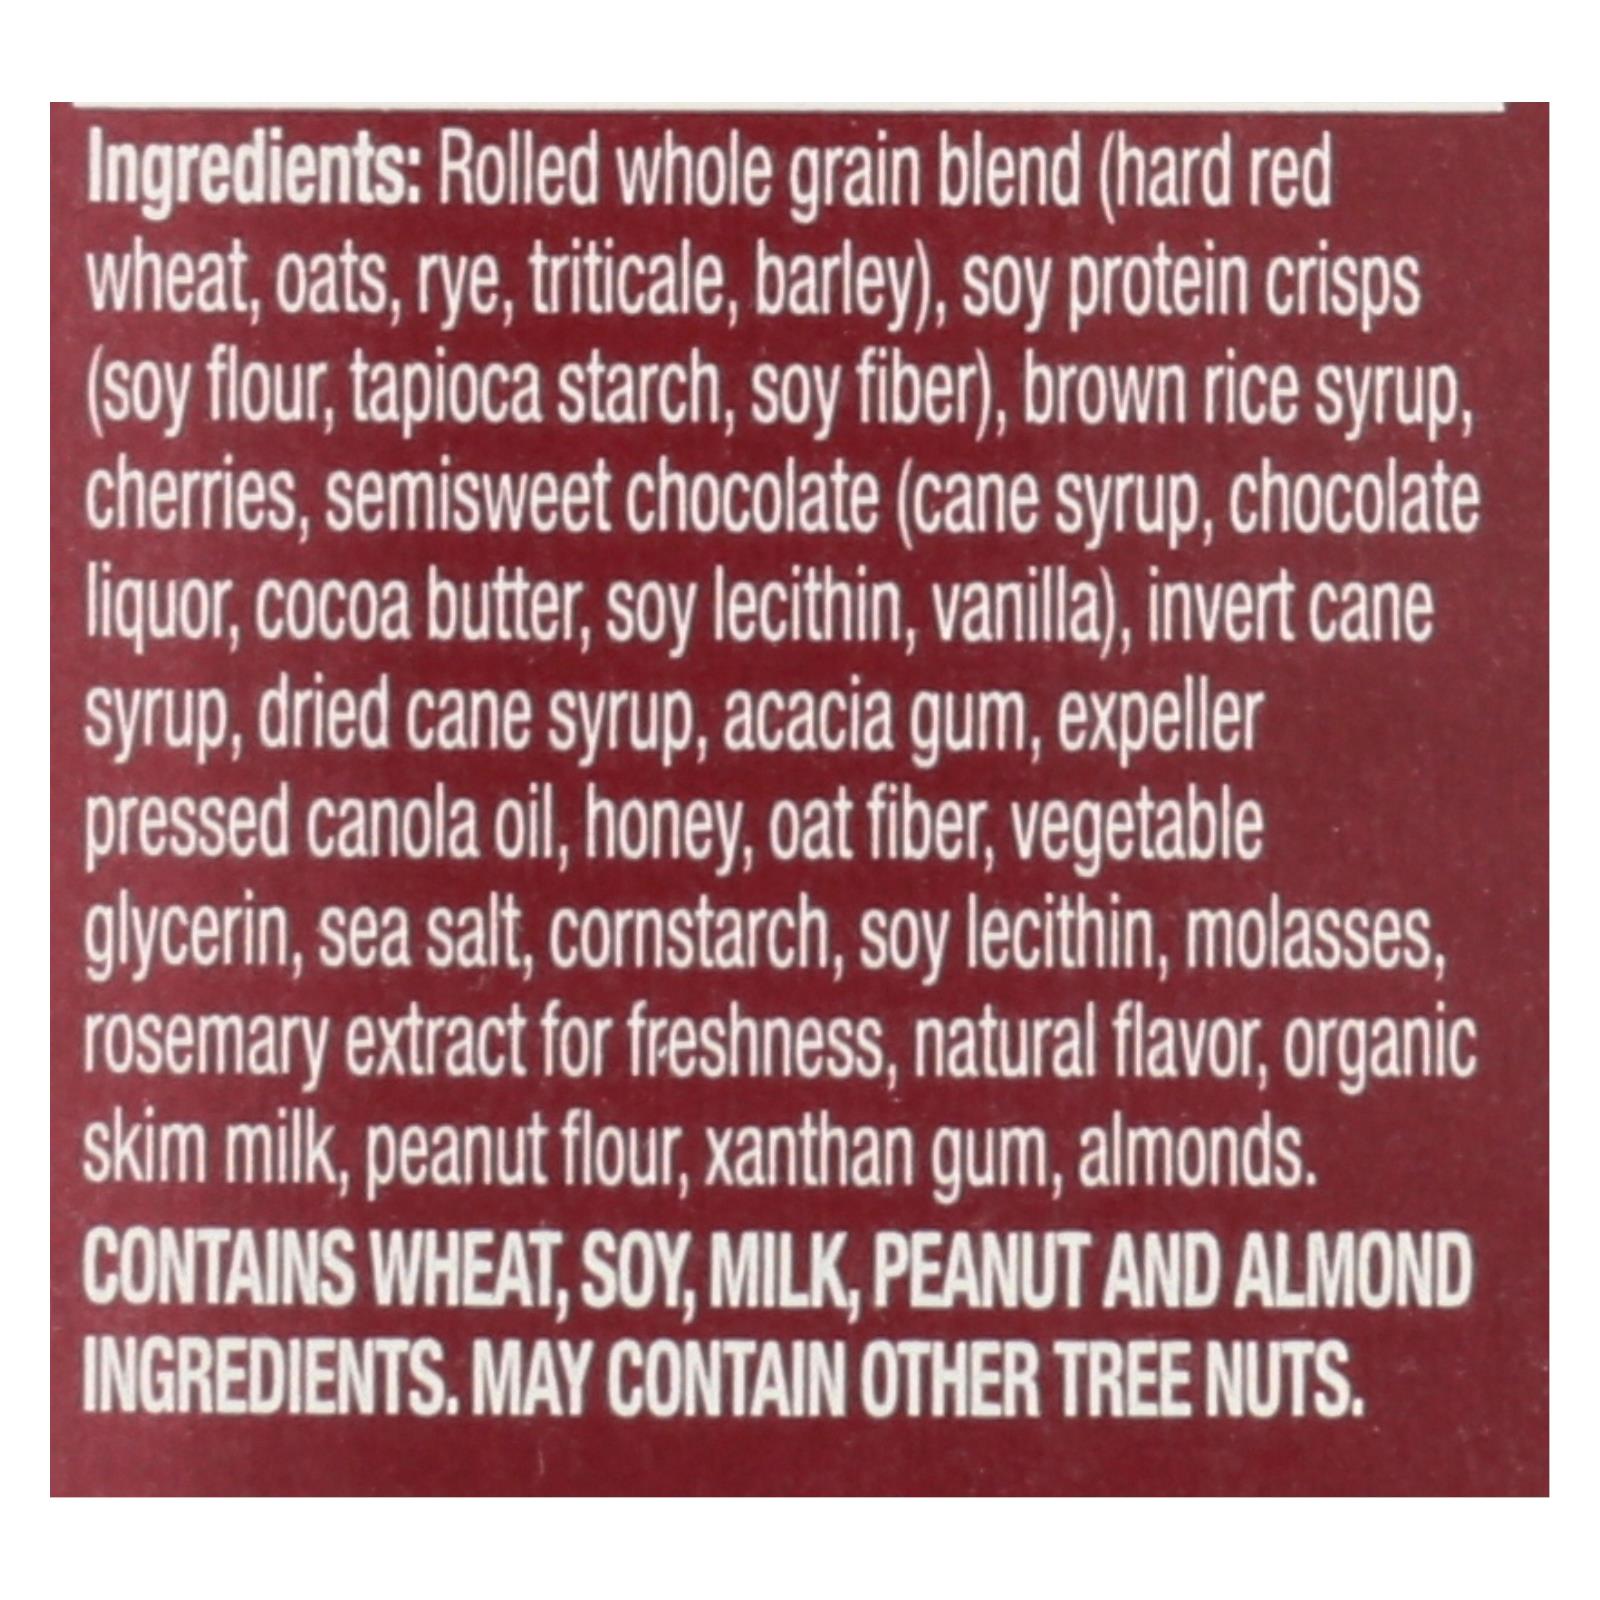 Ingredients: Rolled whole grain blend (hard red
wheat, oats, rye, triticale, barley), soy protein crisps
(soy flour, tapioca starch, soy fiber), brown rice syrup,
cherries, semisweet chocolate (cane syrup, chocolate
liquor, cocoa butter, soy lecithin, vanilla), invert cane
syrup, dried cane syrup, acacia gum, expeller
pressed canola oil, honey, oat fiber, vegetable
glycerin, sea salt, cornstarch, soy lecithin, molasses,
rosemary extract for freshness, natural flavor, organic
skim milk, peanut flour, xanthan gum, almonds.
CONTAINS WHEAT, SOY, MILK, PEANUT AND ALMOND
INGREDIENTS. MAY CONTAIN OTHER TREE NUTS.